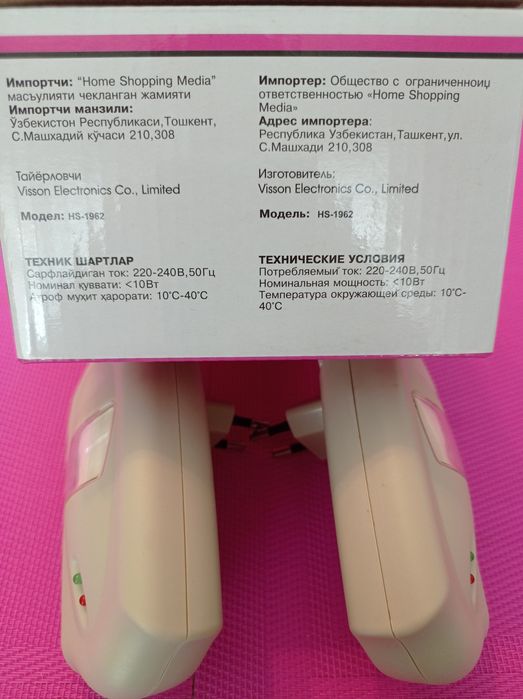 Импортчи: "Home Shopping Media"
масъулияти чекланган жамияти
Импортчи манзили:
Ўзбекистон Республикаси,Тошкент,
С.Машхадий кўчаси 210,308
Тайёрловчи
Visson Electronics Co., Limited
Модел: HS-1962
ТЕХНИК ШАРТЛАР
Сарфлайдиган ток: 220-240В,50Гц
Номинал қуввати: <10Вт
Атроф муҳит ҳарорати: 10°C-40°C
Импортер: Общество с ограниченноиџ
ответственностью «Home Shopping
Media»
Адрес импортера:
Республика Узбекистан,Ташкент,ул.
С.Машхади 210,308
Изготовитель:
Visson Electronics Co., Limited
Модель: HS-1962
ТЕХНИЧЕСКИЕ УСЛОВИЯ
Потребляемый ток: 220-240В,50Гц
Номинальная мощность: <10Вт
Температура окружающей среды: 10°C-
40°C